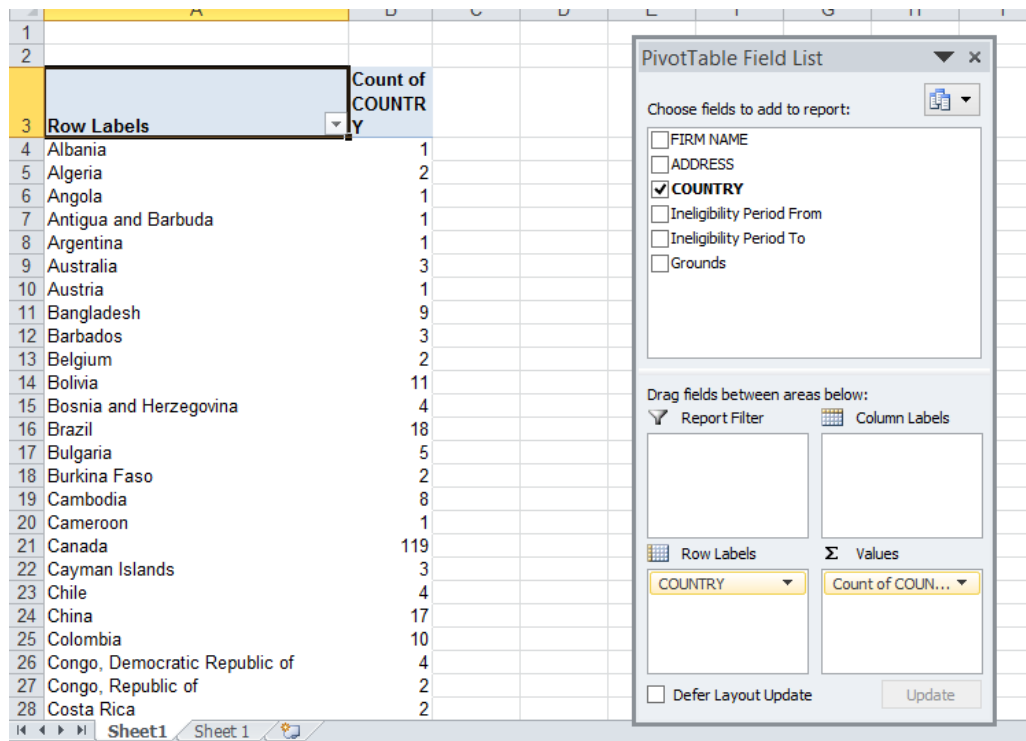 A B C D E F G H I
1
2
3 Row Labels Count of COUNTRY
4 Albania 1
5 Algeria 2
6 Angola 1
7 Antigua and Barbuda 1
8 Argentina 1
9 Australia 3
10 Austria 1
11 Bangladesh 9
12 Barbados 3
13 Belgium 2
14 Bolivia 11
15 Bosnia and Herzegovina 4
16 Brazil 18
17 Bulgaria 5
18 Burkina Faso 2
19 Cambodia 8
20 Cameroon 1
21 Canada 119
22 Cayman Islands 3
23 Chile 4
24 China 17
25 Colombia 10
26 Congo, Democratic Republic of 4
27 Congo, Republic of 2
28 Costa Rica 2
Sheet1 Sheet 1
PivotTable Field List
Choose fields to add to report:
FIRM NAME
ADDRESS
COUNTRY
Ineligibility Period From
Ineligibility Period To
Grounds
Drag fields between areas below:
Report Filter Column Labels
Row Labels Σ Values
COUNTRY Count of COUN...
Defer Layout Update Update